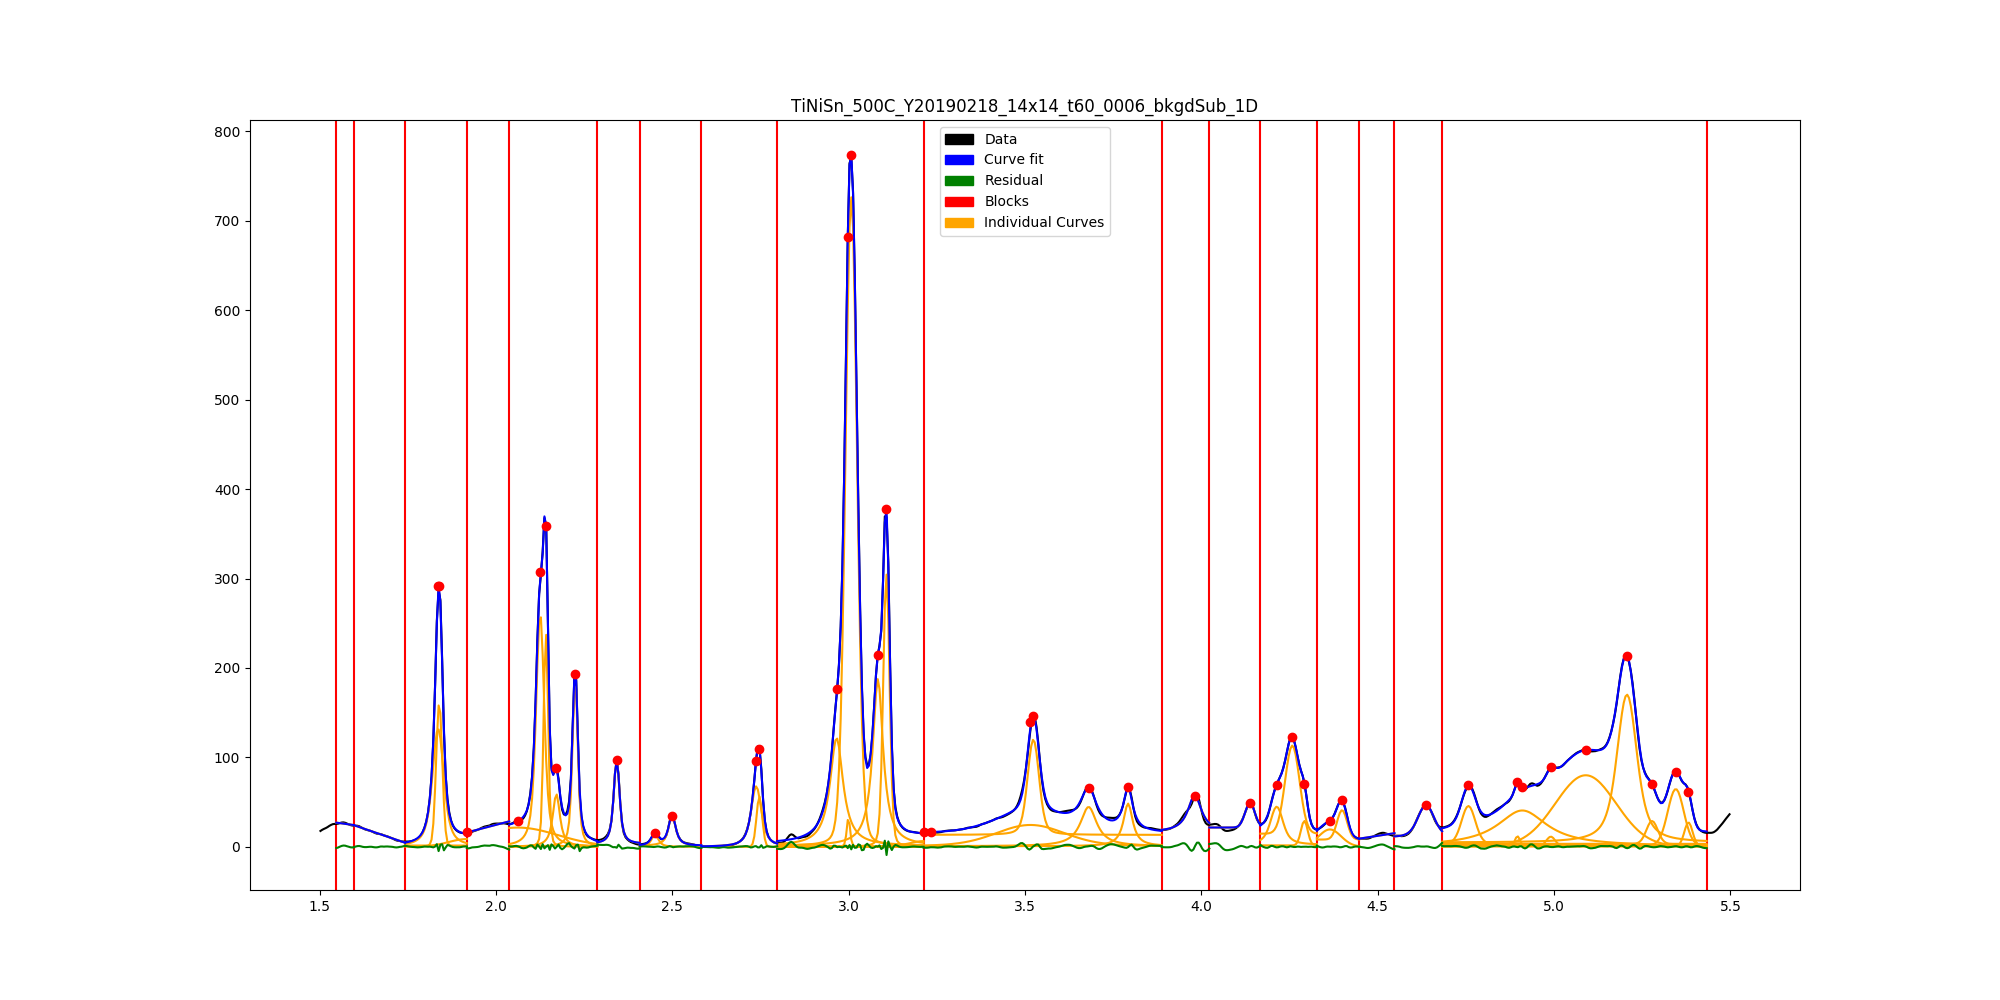 TiNiSn_500C_Y20190218_14x14_t60_0006_bkgdSub_1D
800
700
600
500
400
300
200
100
0
Data
Curve fit
Residual
Blocks
Individual Curves
1.5 2.0 2.5 3.0 3.5 4.0 4.5 5.0 5.5